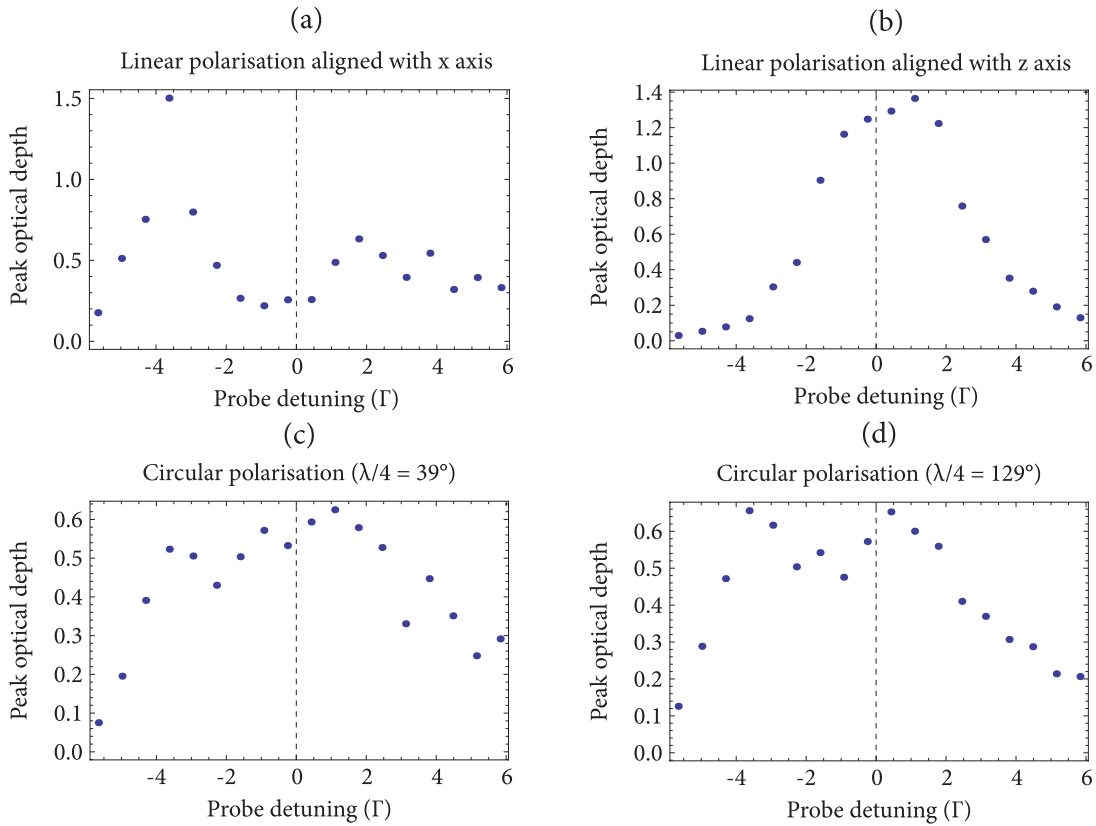 (a)
Linear polarisation aligned with x axis
1.5
1.0
0.5
0.0
Peak optical depth
-4 -2 0 2 4 6
Probe detuning (Γ)
(b)
Linear polarisation aligned with z axis
1.4
1.2
1.0
0.8
0.6
0.4
0.2
0.0
Peak optical depth
-4 -2 0 2 4 6
Probe detuning (Γ)
(c)
Circular polarisation (λ/4 = 39°)
0.6
0.5
0.4
0.3
0.2
0.1
0.0
Peak optical depth
-4 -2 0 2 4 6
Probe detuning (Γ)
(d)
Circular polarisation (λ/4 = 129°)
0.6
0.5
0.4
0.3
0.2
0.1
0.0
Peak optical depth
-4 -2 0 2 4 6
Probe detuning (Γ)